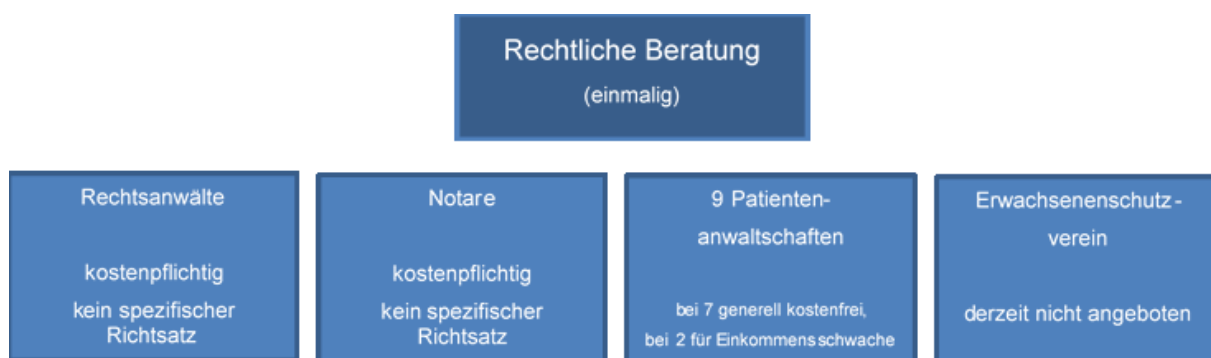 Rechtliche Beratung
(einmalig)
Rechtsanwälte
kostenpflichtig
kein spezifischer
Richtsatz
Notare
kostenpflichtig
kein spezifischer
Richtsatz
9 Patienten-
anwaltschaften
bei 7 generell kostenfrei,
bei 2 für Einkommensschwache
Erwachsenenschutz-
verein
derzeit nicht angeboten